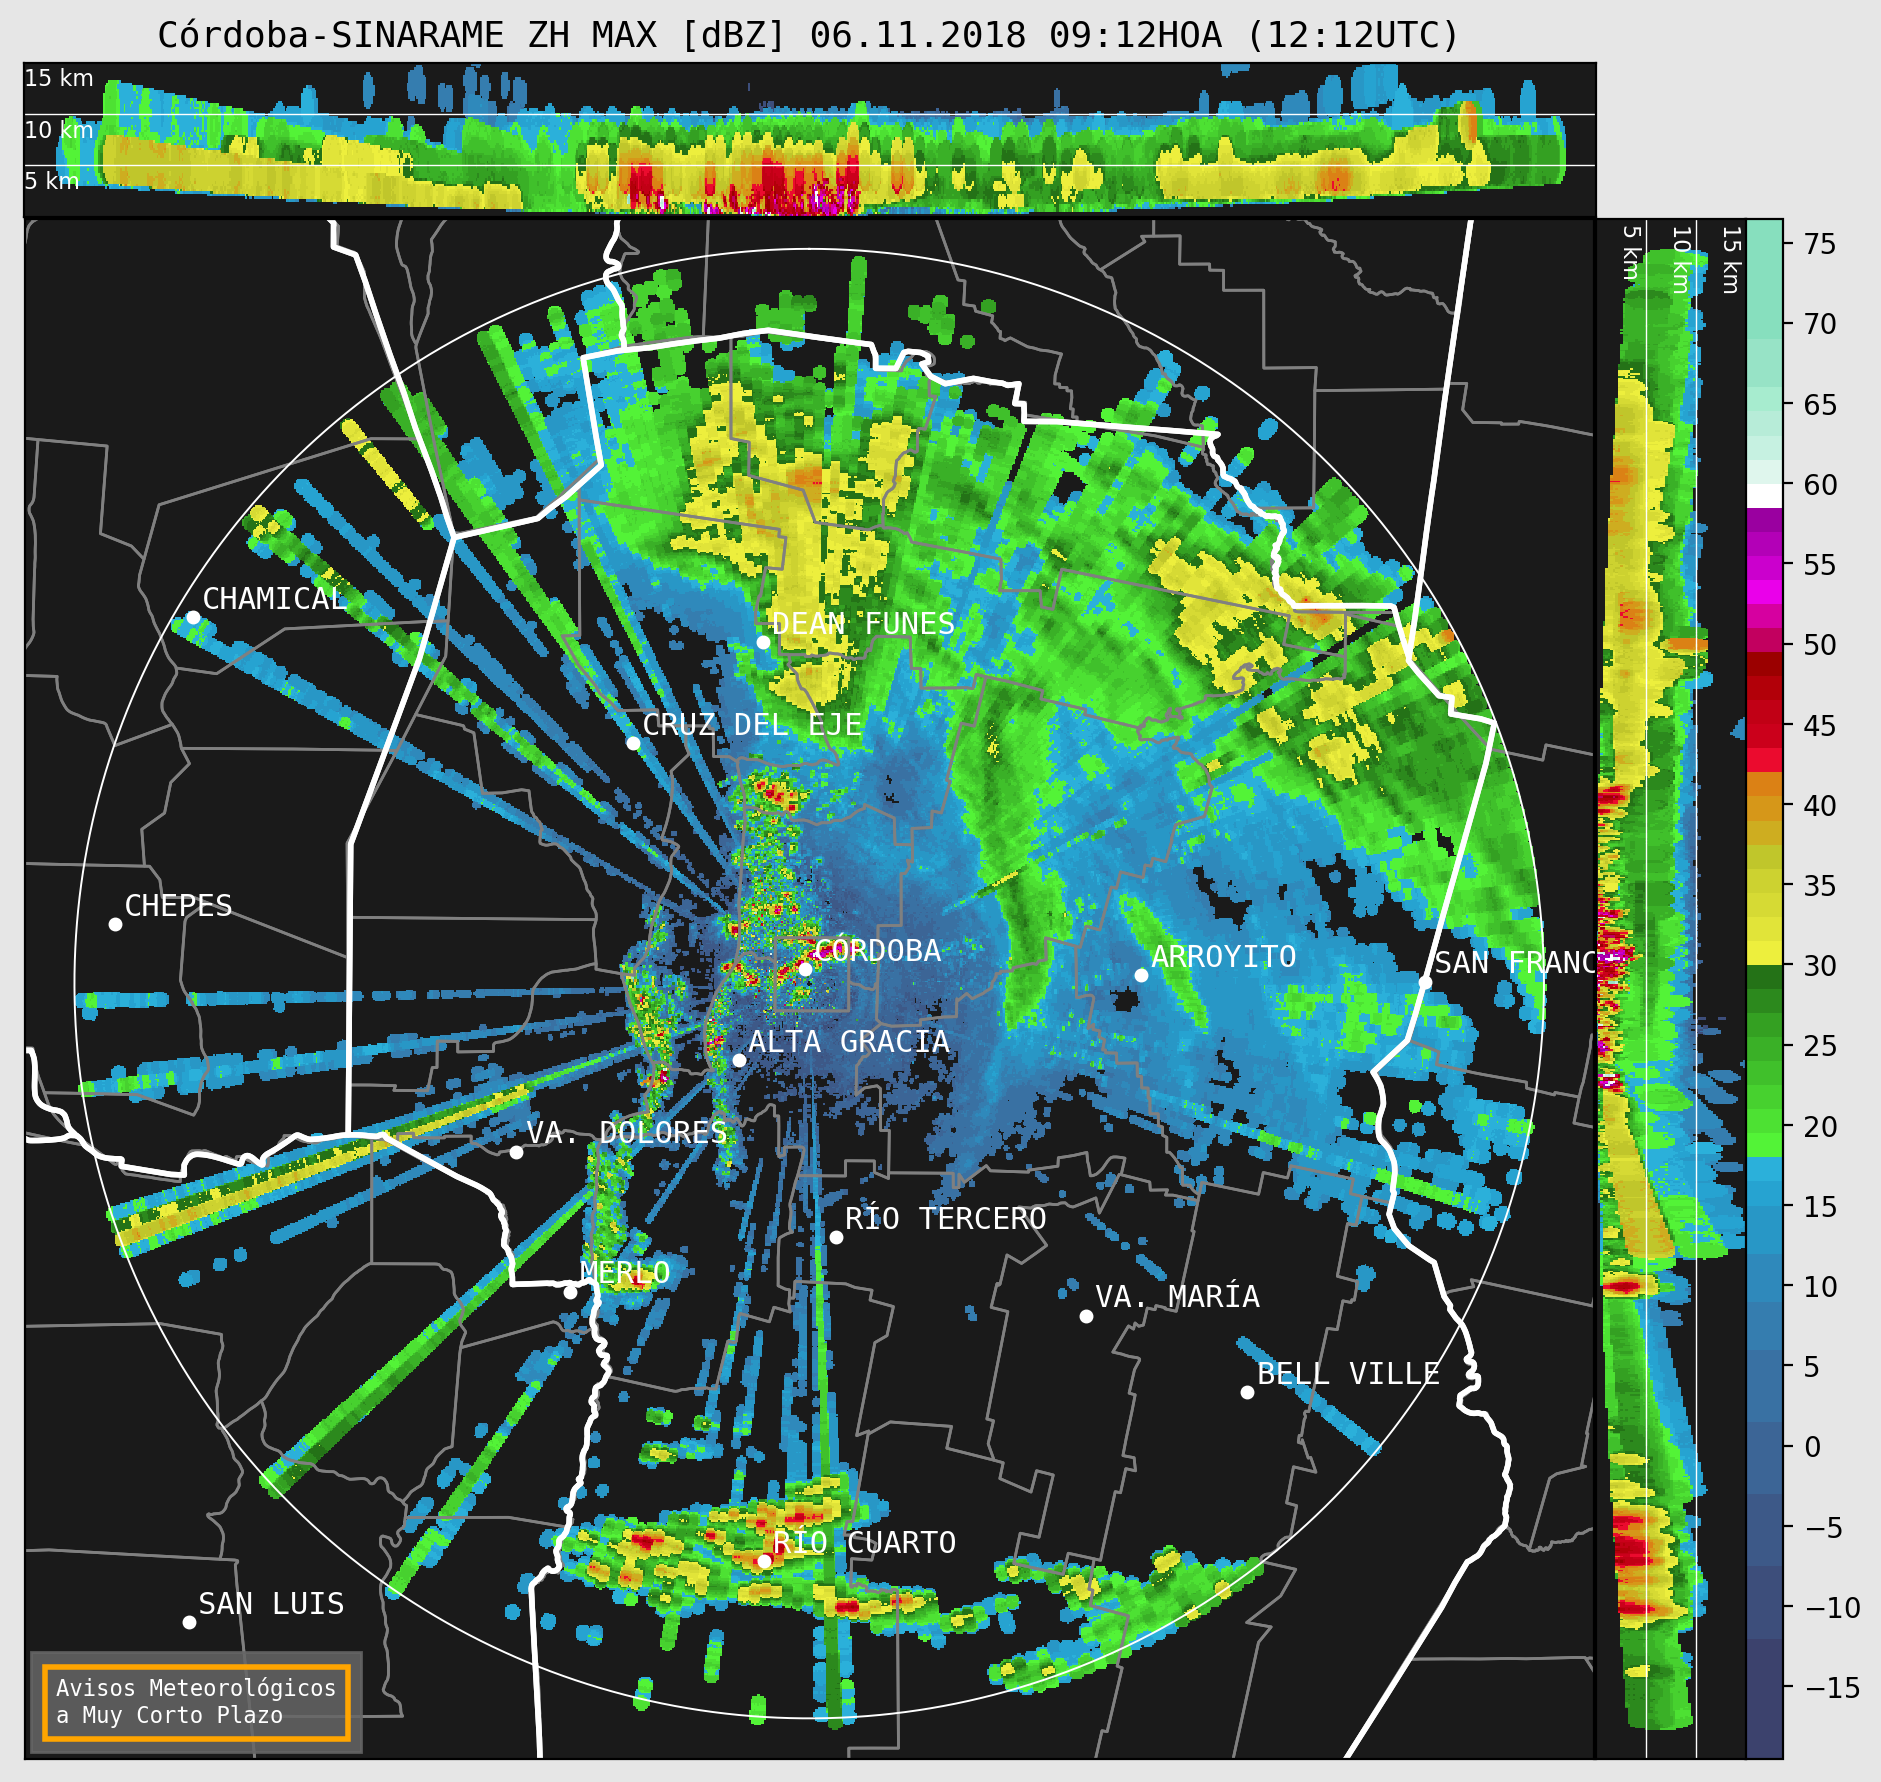 Córdoba-SINARAME ZH MAX [dBZ] 06.11.2018 09:12HOA (12:12UTC)
15 km
10 km
5 km
5 km
10 km
15 km
75
70
65
60
55
50
45
40
35
30
25
20
15
10
5
0
−5
−10
−15
CHAMICAL
DEAN FUNES
CRUZ DEL EJE
CHEPES
CÓRDOBA
ARROYITO
SAN FRANC
ALTA GRACIA
VA. DOLORES
RÍO TERCERO
MERLO
VA. MARÍA
BELL VILLE
RÍO CUARTO
SAN LUIS
Avisos Meteorológicos
a Muy Corto Plazo